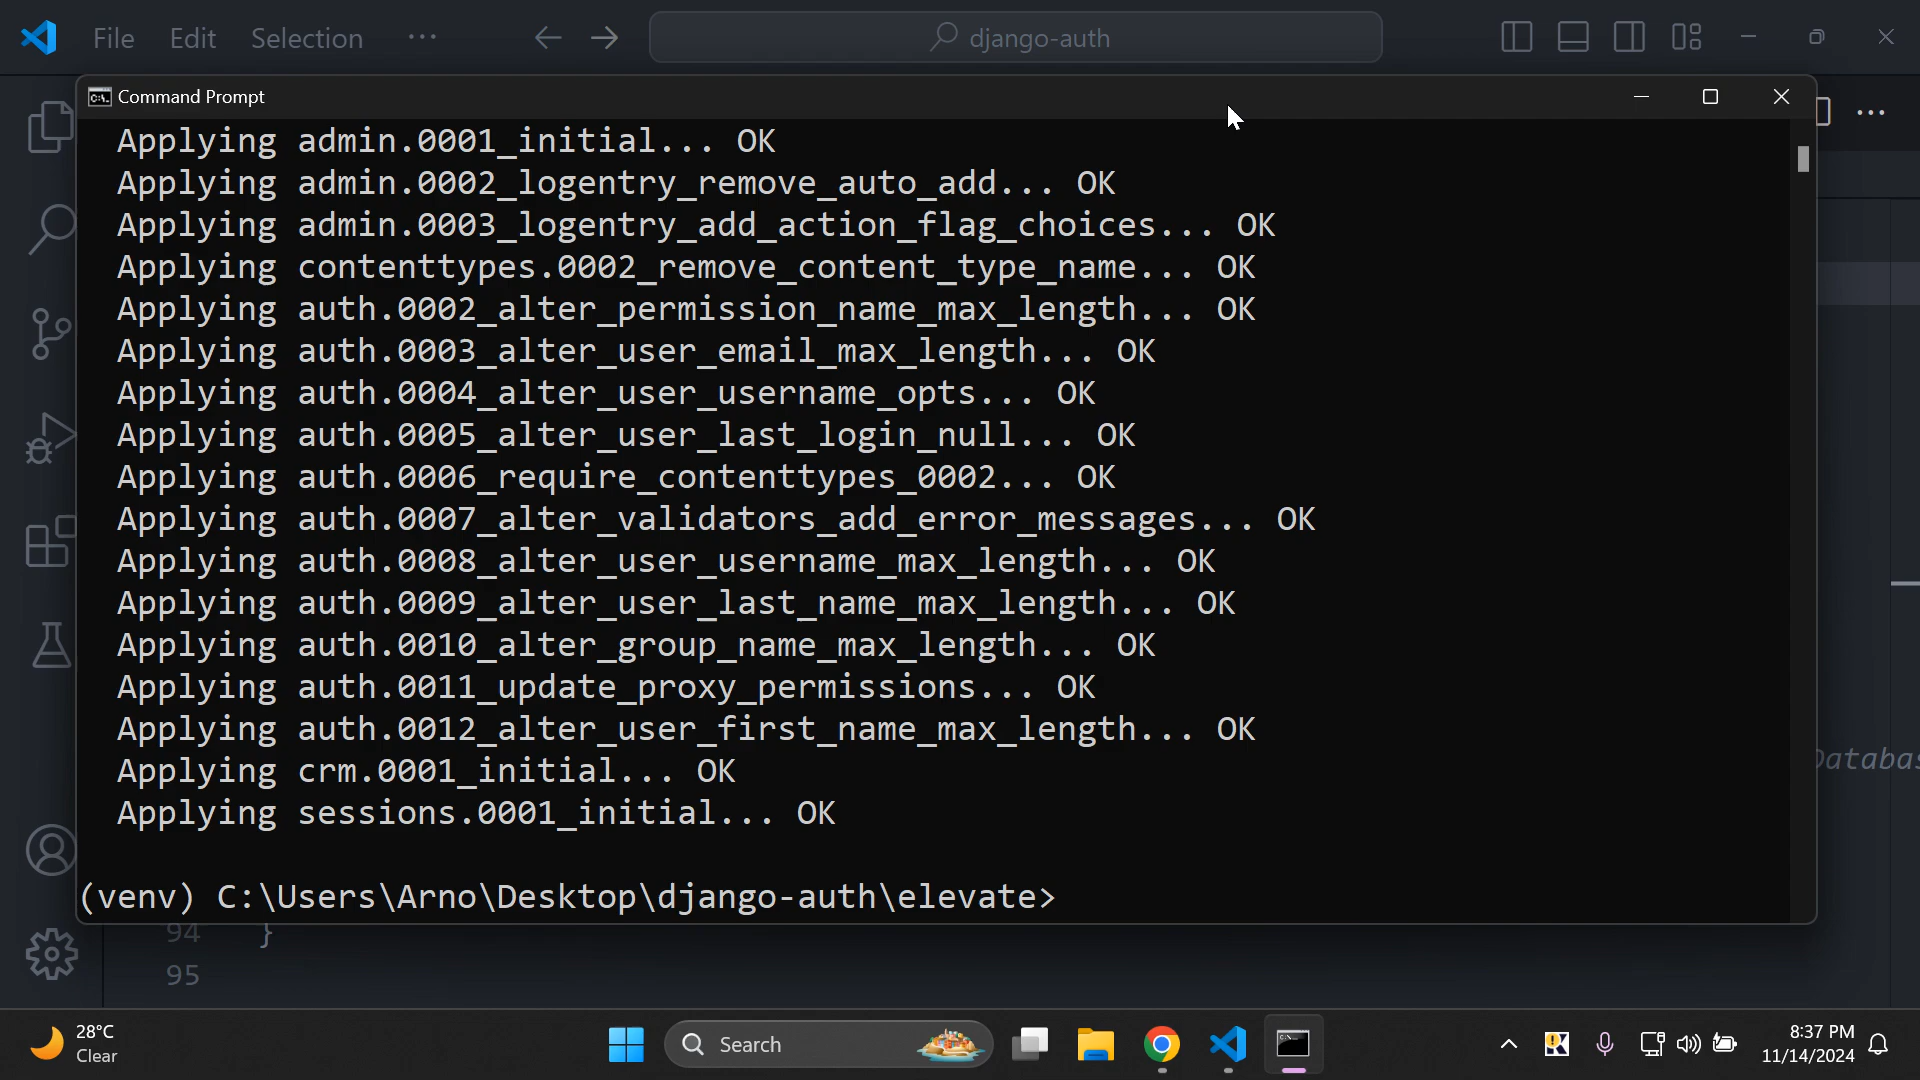 File Edit Selection ··· django-auth
Command Prompt
Applying admin.0001_initial... OK
Applying admin.0002_logentry_remove_auto_add... OK
Applying admin.0003_logentry_add_action_flag_choices... OK
Applying contenttypes.0002_remove_content_type_name... OK
Applying auth.0002_alter_permission_name_max_length... OK
Applying auth.0003_alter_user_email_max_length... OK
Applying auth.0004_alter_user_username_opts... OK
Applying auth.0005_alter_user_last_login_null... OK
Applying auth.0006_require_contenttypes_0002... OK
Applying auth.0007_alter_validators_add_error_messages... OK
Applying auth.0008_alter_user_username_max_length... OK
Applying auth.0009_alter_user_last_name_max_length... OK
Applying auth.0010_alter_group_name_max_length... OK
Applying auth.0011_update_proxy_permissions... OK
Applying auth.0012_alter_user_first_name_max_length... OK
Databas
Applying crm.0001_initial... OK
Applying sessions.0001_initial... OK
(venv) C:\Users\Arno\Desktop\django-auth\elevate>
94 }
95
28°C
Clear
Search
8:37 PM
11/14/2024